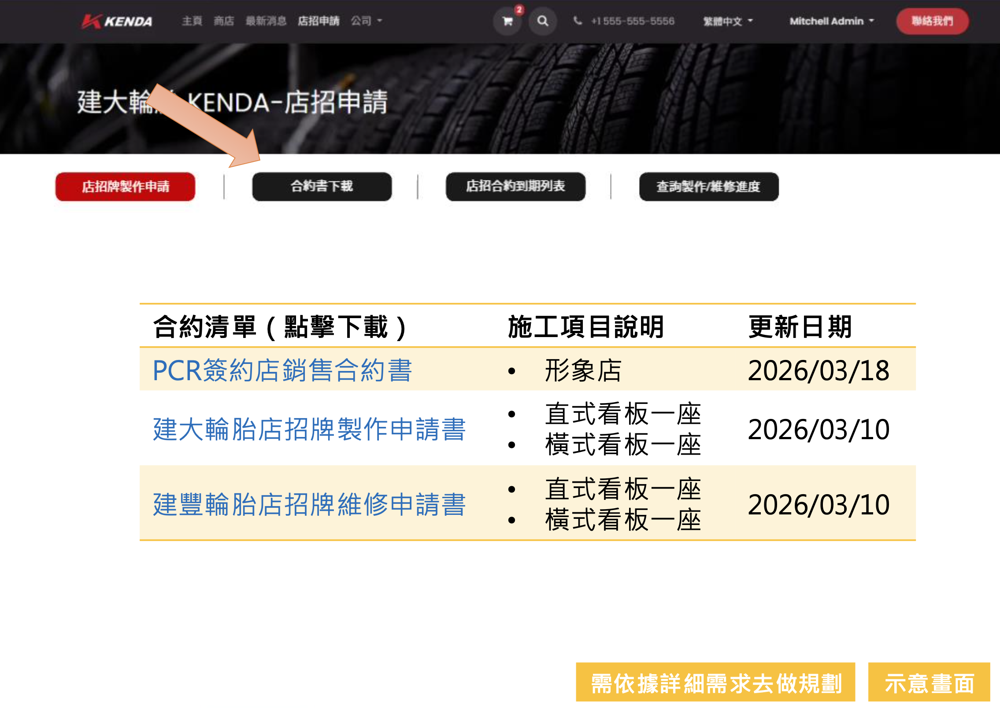 KENDA 主頁 商店 最新消息 店招申請 公司 2 +1 555-555-5556 繁體中文 Mitchell Admin 聯絡我們
建大輪 KENDA-店招申請
店招牌製作申請 合約書下載 店招合約到期列表 查詢製作/維修進度
合約清單（點擊下載） 施工項目說明 更新日期
PCR簽約店銷售合約書 • 形象店 2026/03/18
建大輪胎店招牌製作申請書 • 直式看板一座 2026/03/10
• 橫式看板一座
建豐輪胎店招牌維修申請書 • 直式看板一座 2026/03/10
• 橫式看板一座
需依據詳細需求去做規劃 示意畫面